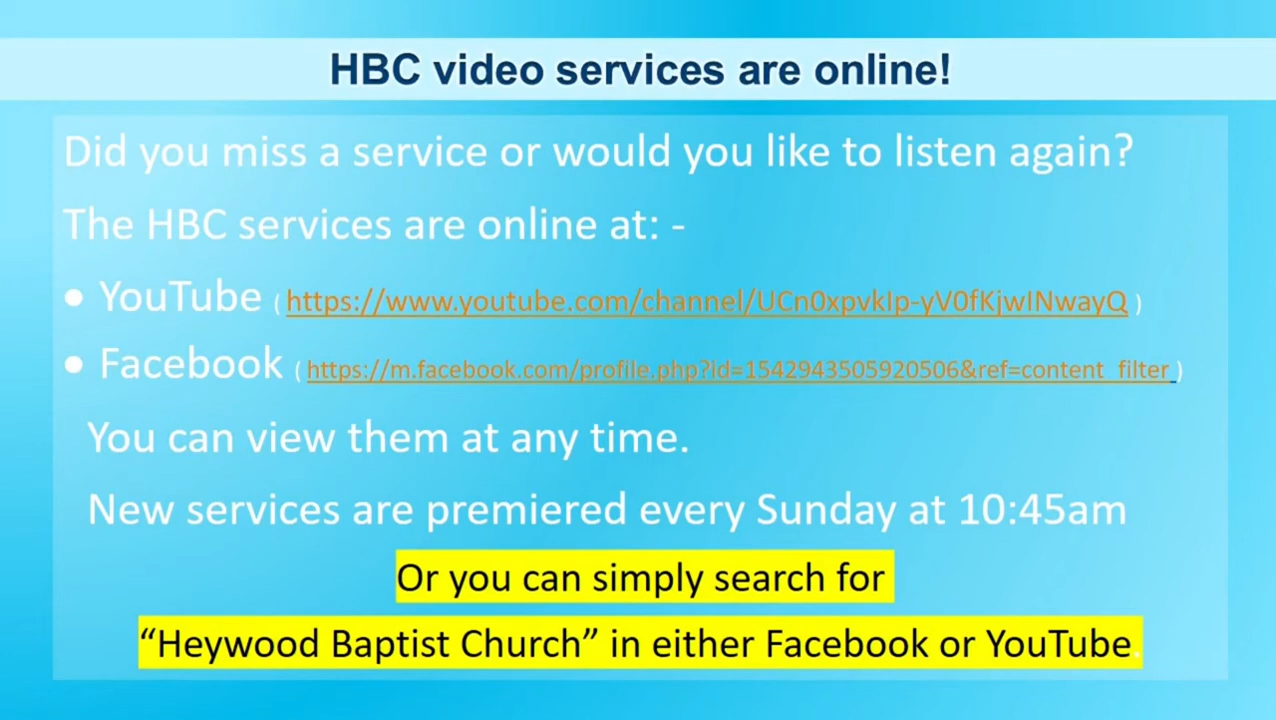 HBC video services are online!
Did you miss a service or would you like to listen again?
The HBC services are online at: -
• YouTube ( https://www.youtube.com/channel/UCn0xpvkIp-yV0fKjwINwayQ )
• Facebook ( https://m.facebook.com/profile.php?id=1542943505920506&ref=content_filter )
You can view them at any time.
New services are premiered every Sunday at 10:45am
Or you can simply search for
“Heywood Baptist Church” in either Facebook or YouTube.